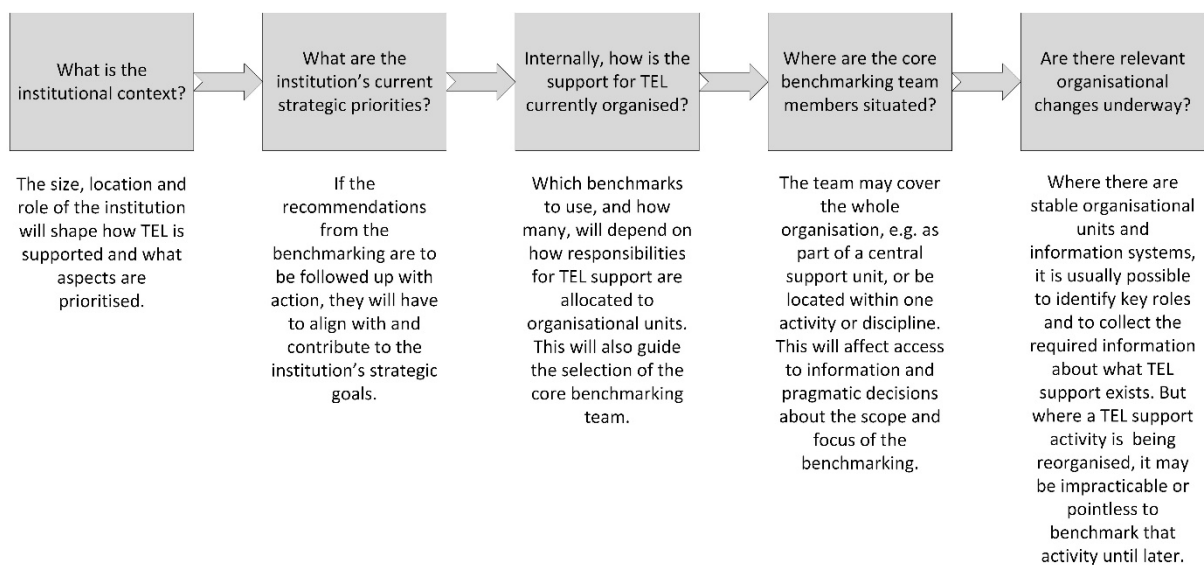 What is the
institutional context?
What are the
institution's current
strategic priorities?
Internally, how is the
support for TEL
currently organised?
Where are the core
benchmarking team
members situated?
Are there relevant
organisational
changes underway?
The size, location and
role of the institution
will shape how TEL is
supported and what
aspects are
prioritised.
If the
recommendations
from the
benchmarking are to
be followed up with
action, they will have
to align with and
contribute to the
institution's strategic
goals.
Which benchmarks
to use, and how
many, will depend on
how responsibilities
for TEL support are
allocated to
organisational units.
This will also guide
the selection of the
core benchmarking
team.
The team may cover
the whole
organisation, e.g. as
part of a central
support unit, or be
located within one
activity or discipline.
This will affect access
to information and
pragmatic decisions
about the scope and
focus of the
benchmarking.
Where there are
stable organisational
units and
information systems,
it is usually possible
to identify key roles
and to collect the
required information
about what TEL
support exists. But
where a TEL support
activity is being
reorganised, it may
be impracticable or
pointless to
benchmark that
activity until later.